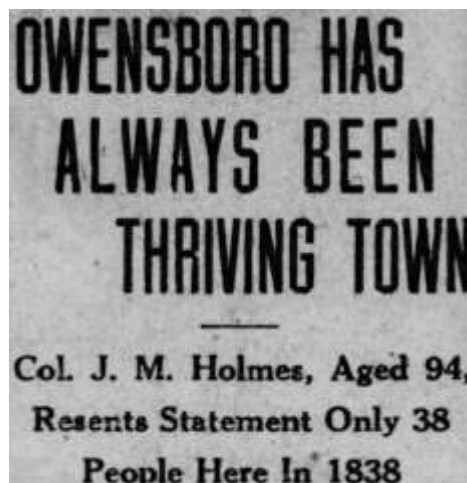 OWENSBORO HAS
ALWAYS BEEN
THRIVING TOWN
Col. J. M. Holmes, Aged 94,
Resents Statement Only 38
People Here In 1838